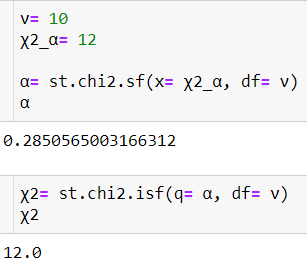 ν= 10
χ2_α= 12
α= st.chi2.sf(x= χ2_α, df= ν)
α
0.2850565003166312
χ2= st.chi2.isf(q= α, df= ν)
χ2
12.0